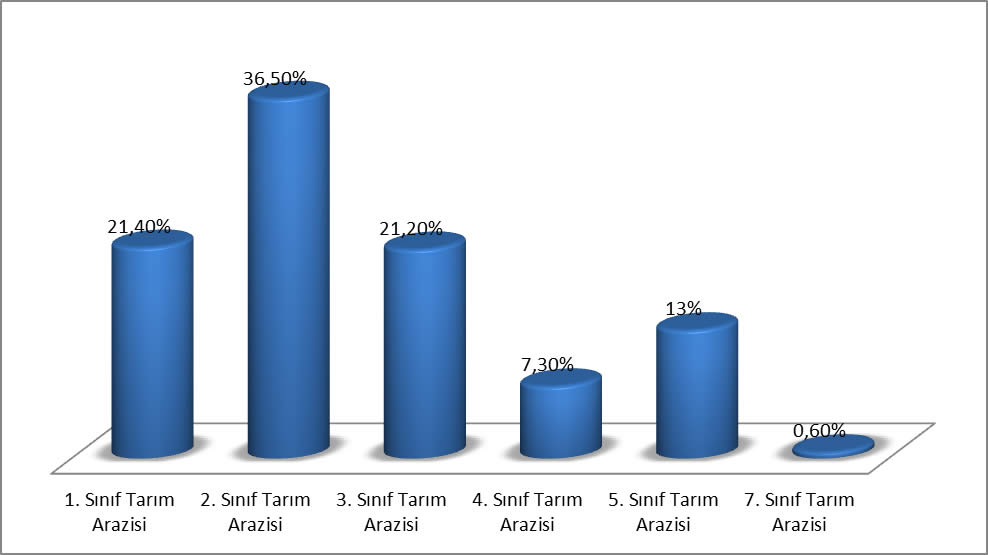 36,50%
21,40%
21,20%
13%
7,30%
0,60%
1. Sınıf Tarım
Arazisi
2. Sınıf Tarım
Arazisi
3. Sınıf Tarım
Arazisi
4. Sınıf Tarım
Arazisi
5. Sınıf Tarım
Arazisi
7. Sınıf Tarım
Arazisi